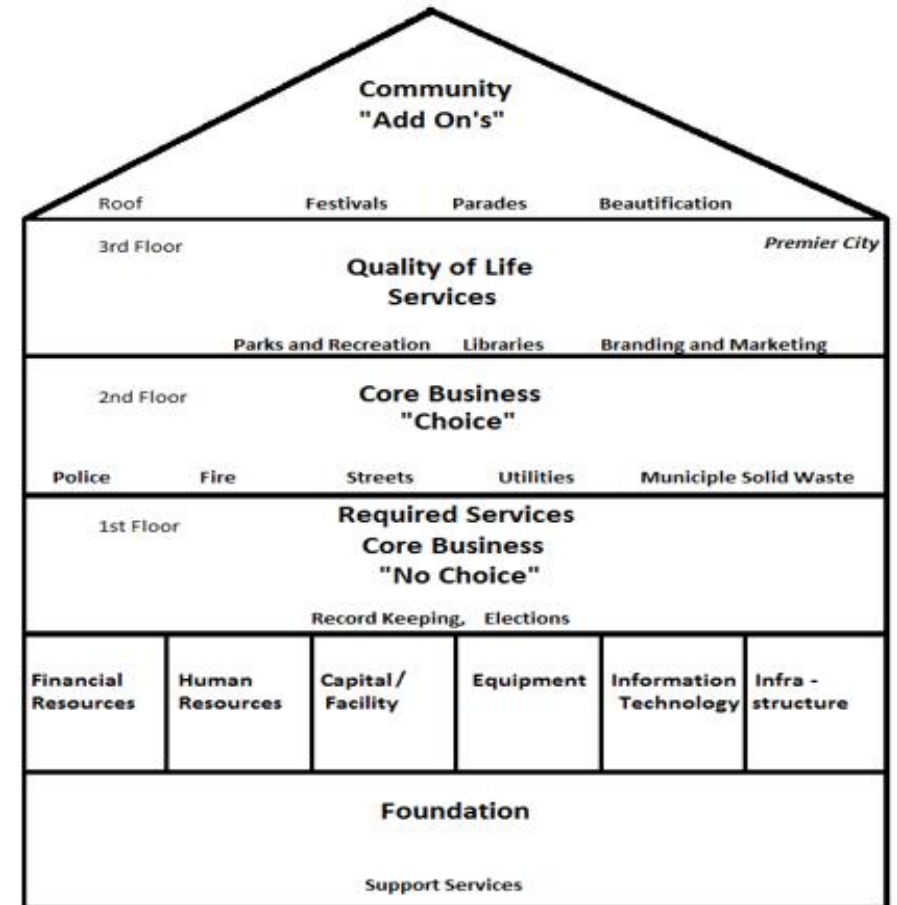 Community
"Add On's"
Roof Festivals Parades Beautification
3rd Floor Premier City
Quality of Life
Services
Parks and Recreation Libraries Branding and Marketing
2nd Floor Core Business
"Choice"
Police Fire Streets Utilities Municiple Solid Waste
1st Floor
Required Services
Core Business
"No Choice"
Record Keeping, Elections
Financial
Resources
Human
Resources
Capital /
Facility
Equipment
Information
Technology
Infra -
structure
Foundation
Support Services